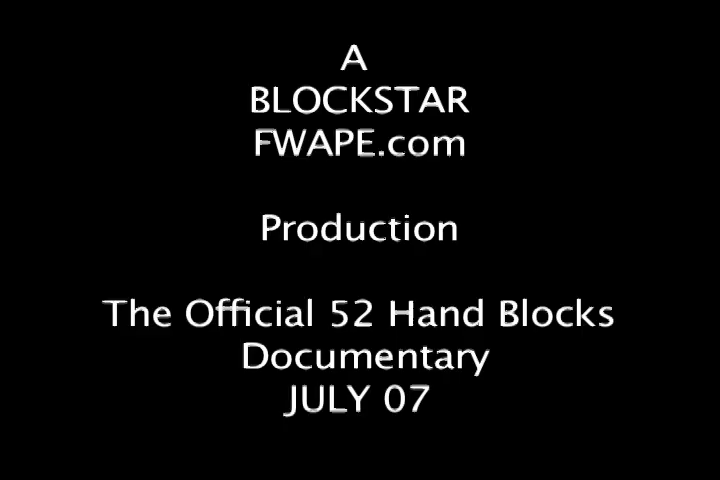 A
BLOCKSTAR
FWAPE.com
Production
The Official 52 Hand Blocks
Documentary
JULY 07